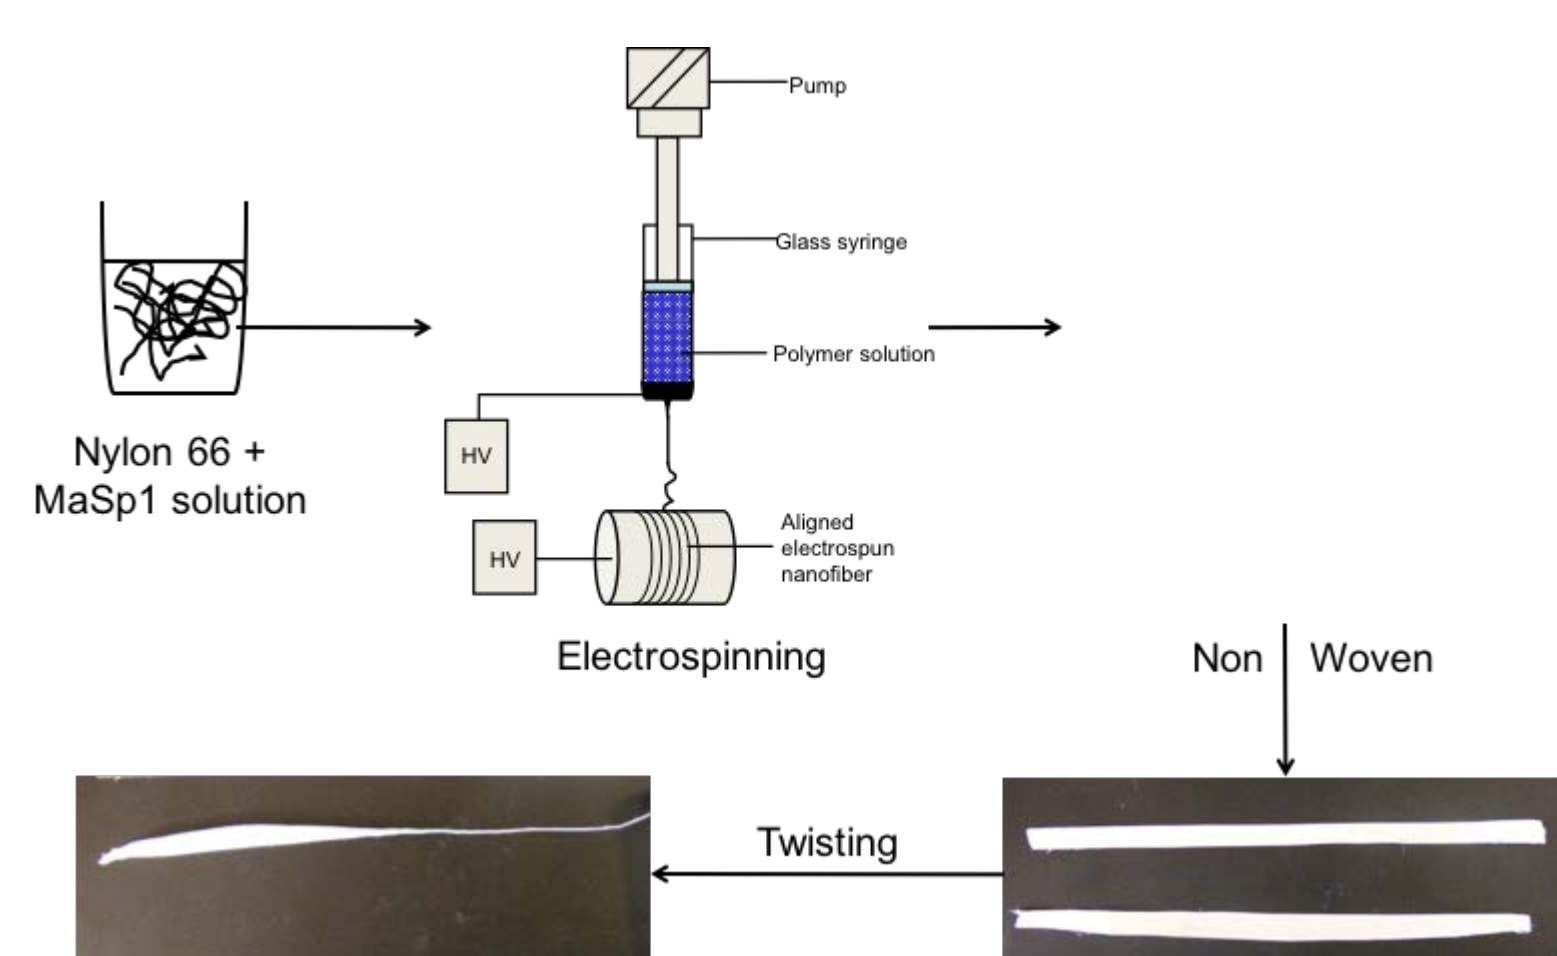 Pump
Glass syringe
Polymer solution
Nylon 66 +
MaSp1 solution
HV
HV
Aligned
electrospun
nanofiber
Electrospinning
Non Woven
Twisting